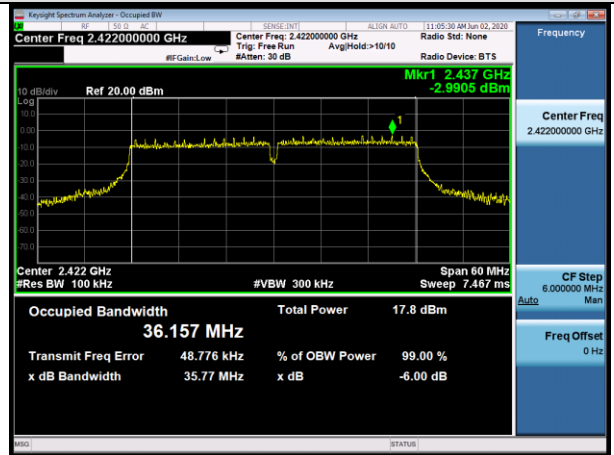 Keysight Spectrum Analyzer - Occupied BW
RF 50 Ω AC SENSE:INT ALIGN AUTO 11:05:30 AM Jun 02, 2020
Center Freq 2.422000000 GHz Center Freq: 2.422000000 GHz Radio Std: None Frequency
Trig: Free Run Avg|Hold:>10/10
#IFGain:Low #Atten: 30 dB Radio Device: BTS
Mkr1 2.437 GHz
10 dB/div Ref 20.00 dBm -2.9905 dBm
Log
10.0
0.00
-10.0
-20.0
-30.0
-40.0
-50.0
-60.0
-70.0
1
Center Freq
2.422000000 GHz
Center 2.422 GHz Span 60 MHz
#Res BW 100 kHz #VBW 300 kHz Sweep 7.467 ms
CF Step
6.000000 MHz
Auto Man
Occupied Bandwidth Total Power 17.8 dBm
36.157 MHz
Transmit Freq Error 48.776 kHz % of OBW Power 99.00 %
x dB Bandwidth 35.77 MHz x dB -6.00 dB
Freq Offset
0 Hz
MSG STATUS